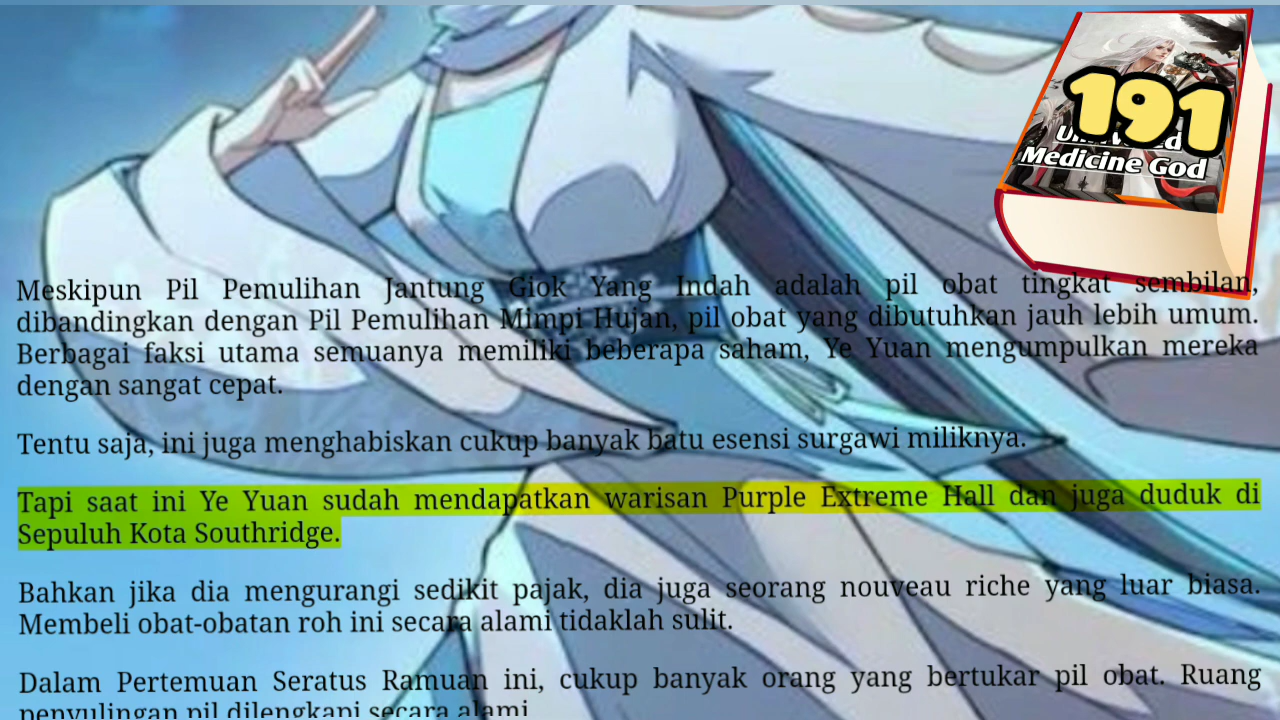 191
Medicine God
Meskipun Pil Pemulihan Jantung Giok Yang Indah adalah pil obat tingkat sembilan,
dibandingkan dengan Pil Pemulihan Mimpi Hujan, pil obat yang dibutuhkan jauh lebih umum.
Berbagai faksi utama semuanya memiliki beberapa saham, Ye Yuan mengumpulkan mereka
dengan sangat cepat.
Tentu saja, ini juga menghabiskan cukup banyak batu esensi surgawi miliknya.
Tapi saat ini Ye Yuan sudah mendapatkan warisan Purple Extreme Hall dan juga duduk di
Sepuluh Kota Southridge.
Bahkan jika dia mengurangi sedikit pajak, dia juga seorang nouveau riche yang luar biasa.
Membeli obat-obatan roh ini secara alami tidaklah sulit.
Dalam Pertemuan Seratus Ramuan ini, cukup banyak orang yang bertukar pil obat. Ruang
penyulingan pil dilengkapi secara alami